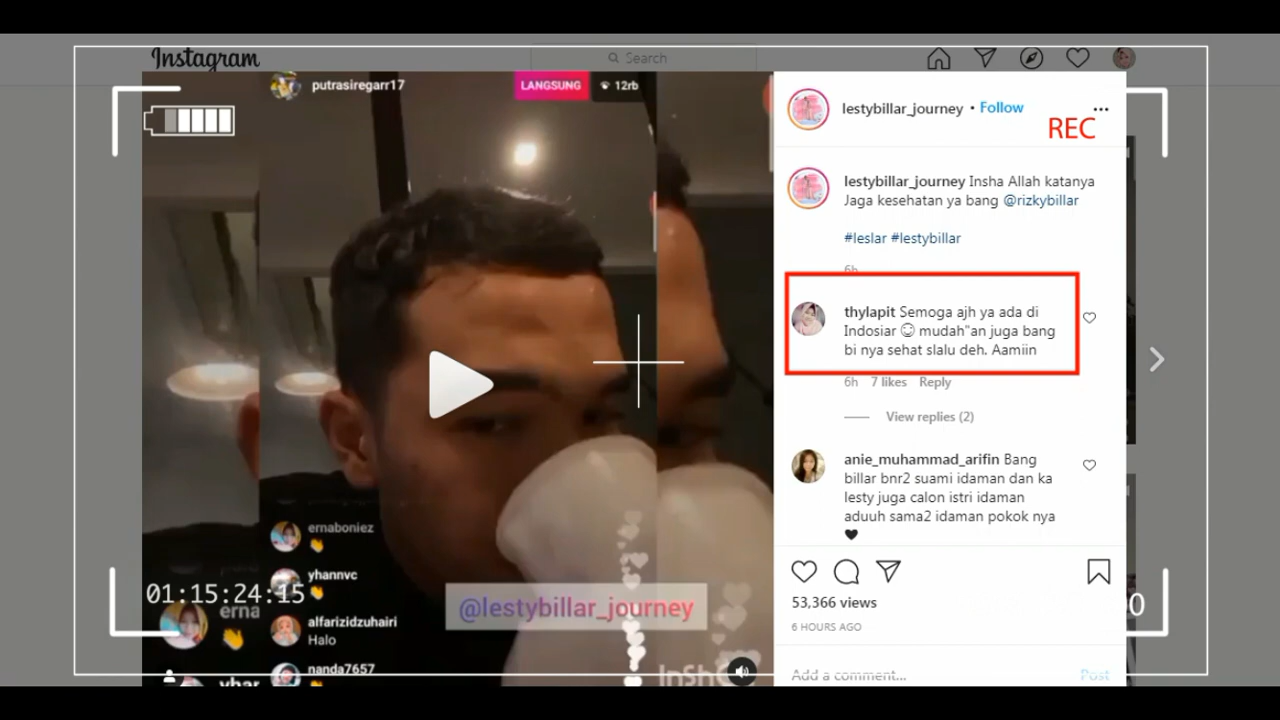 Instagram
Search
putrasiregarr17
LANGSUNG
12rb
lestybillar_journey • Follow
REC
lestybillar_journey Insha Allah katanya
Jaga kesehatan ya bang @rizkybillar
#leslar #lestybillar
6h
thylapit Semoga ajh ya ada di
Indosiar 😊 mudah"an juga bang
bi nya sehat slalu deh. Aamiin
6h 7 likes Reply
View replies (2)
anie_muhammad_arifin Bang
billar bnr2 suami idaman dan ka
lesty juga calon istri idaman
aduuh sama2 idaman pokok nya
🖤
ernaboniez
👏
yhannvc
👏
alfarizidzuhairi
Halo
nanda7657
01:15:24:15
erna
👏
yhar
@lestybillar_journey
InSh
53,366 views
6 HOURS AGO
Add a comment...
Post